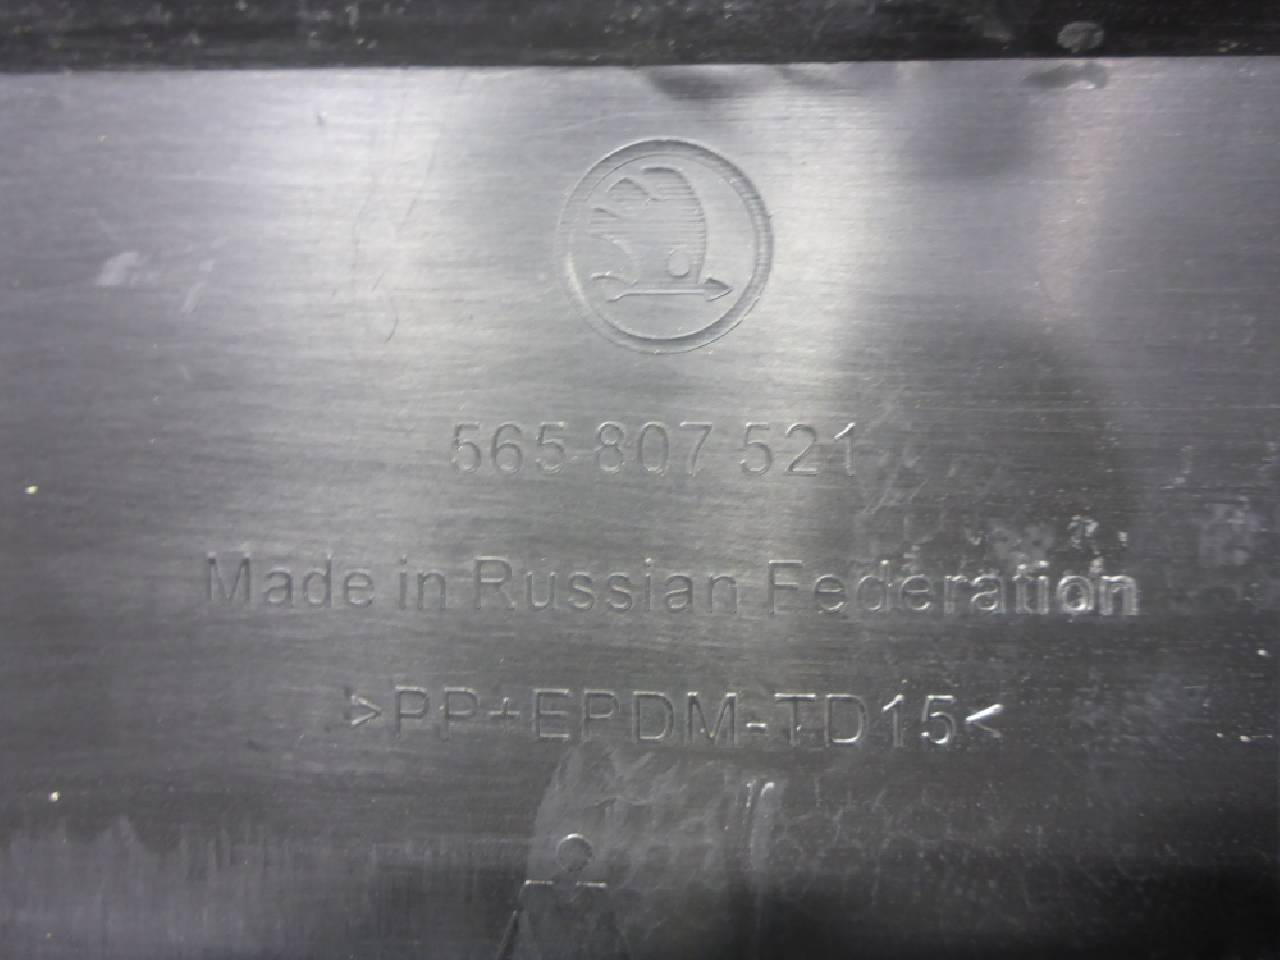 565 807 521
Made in Russian Federation
>PP+EPDM-TD15<